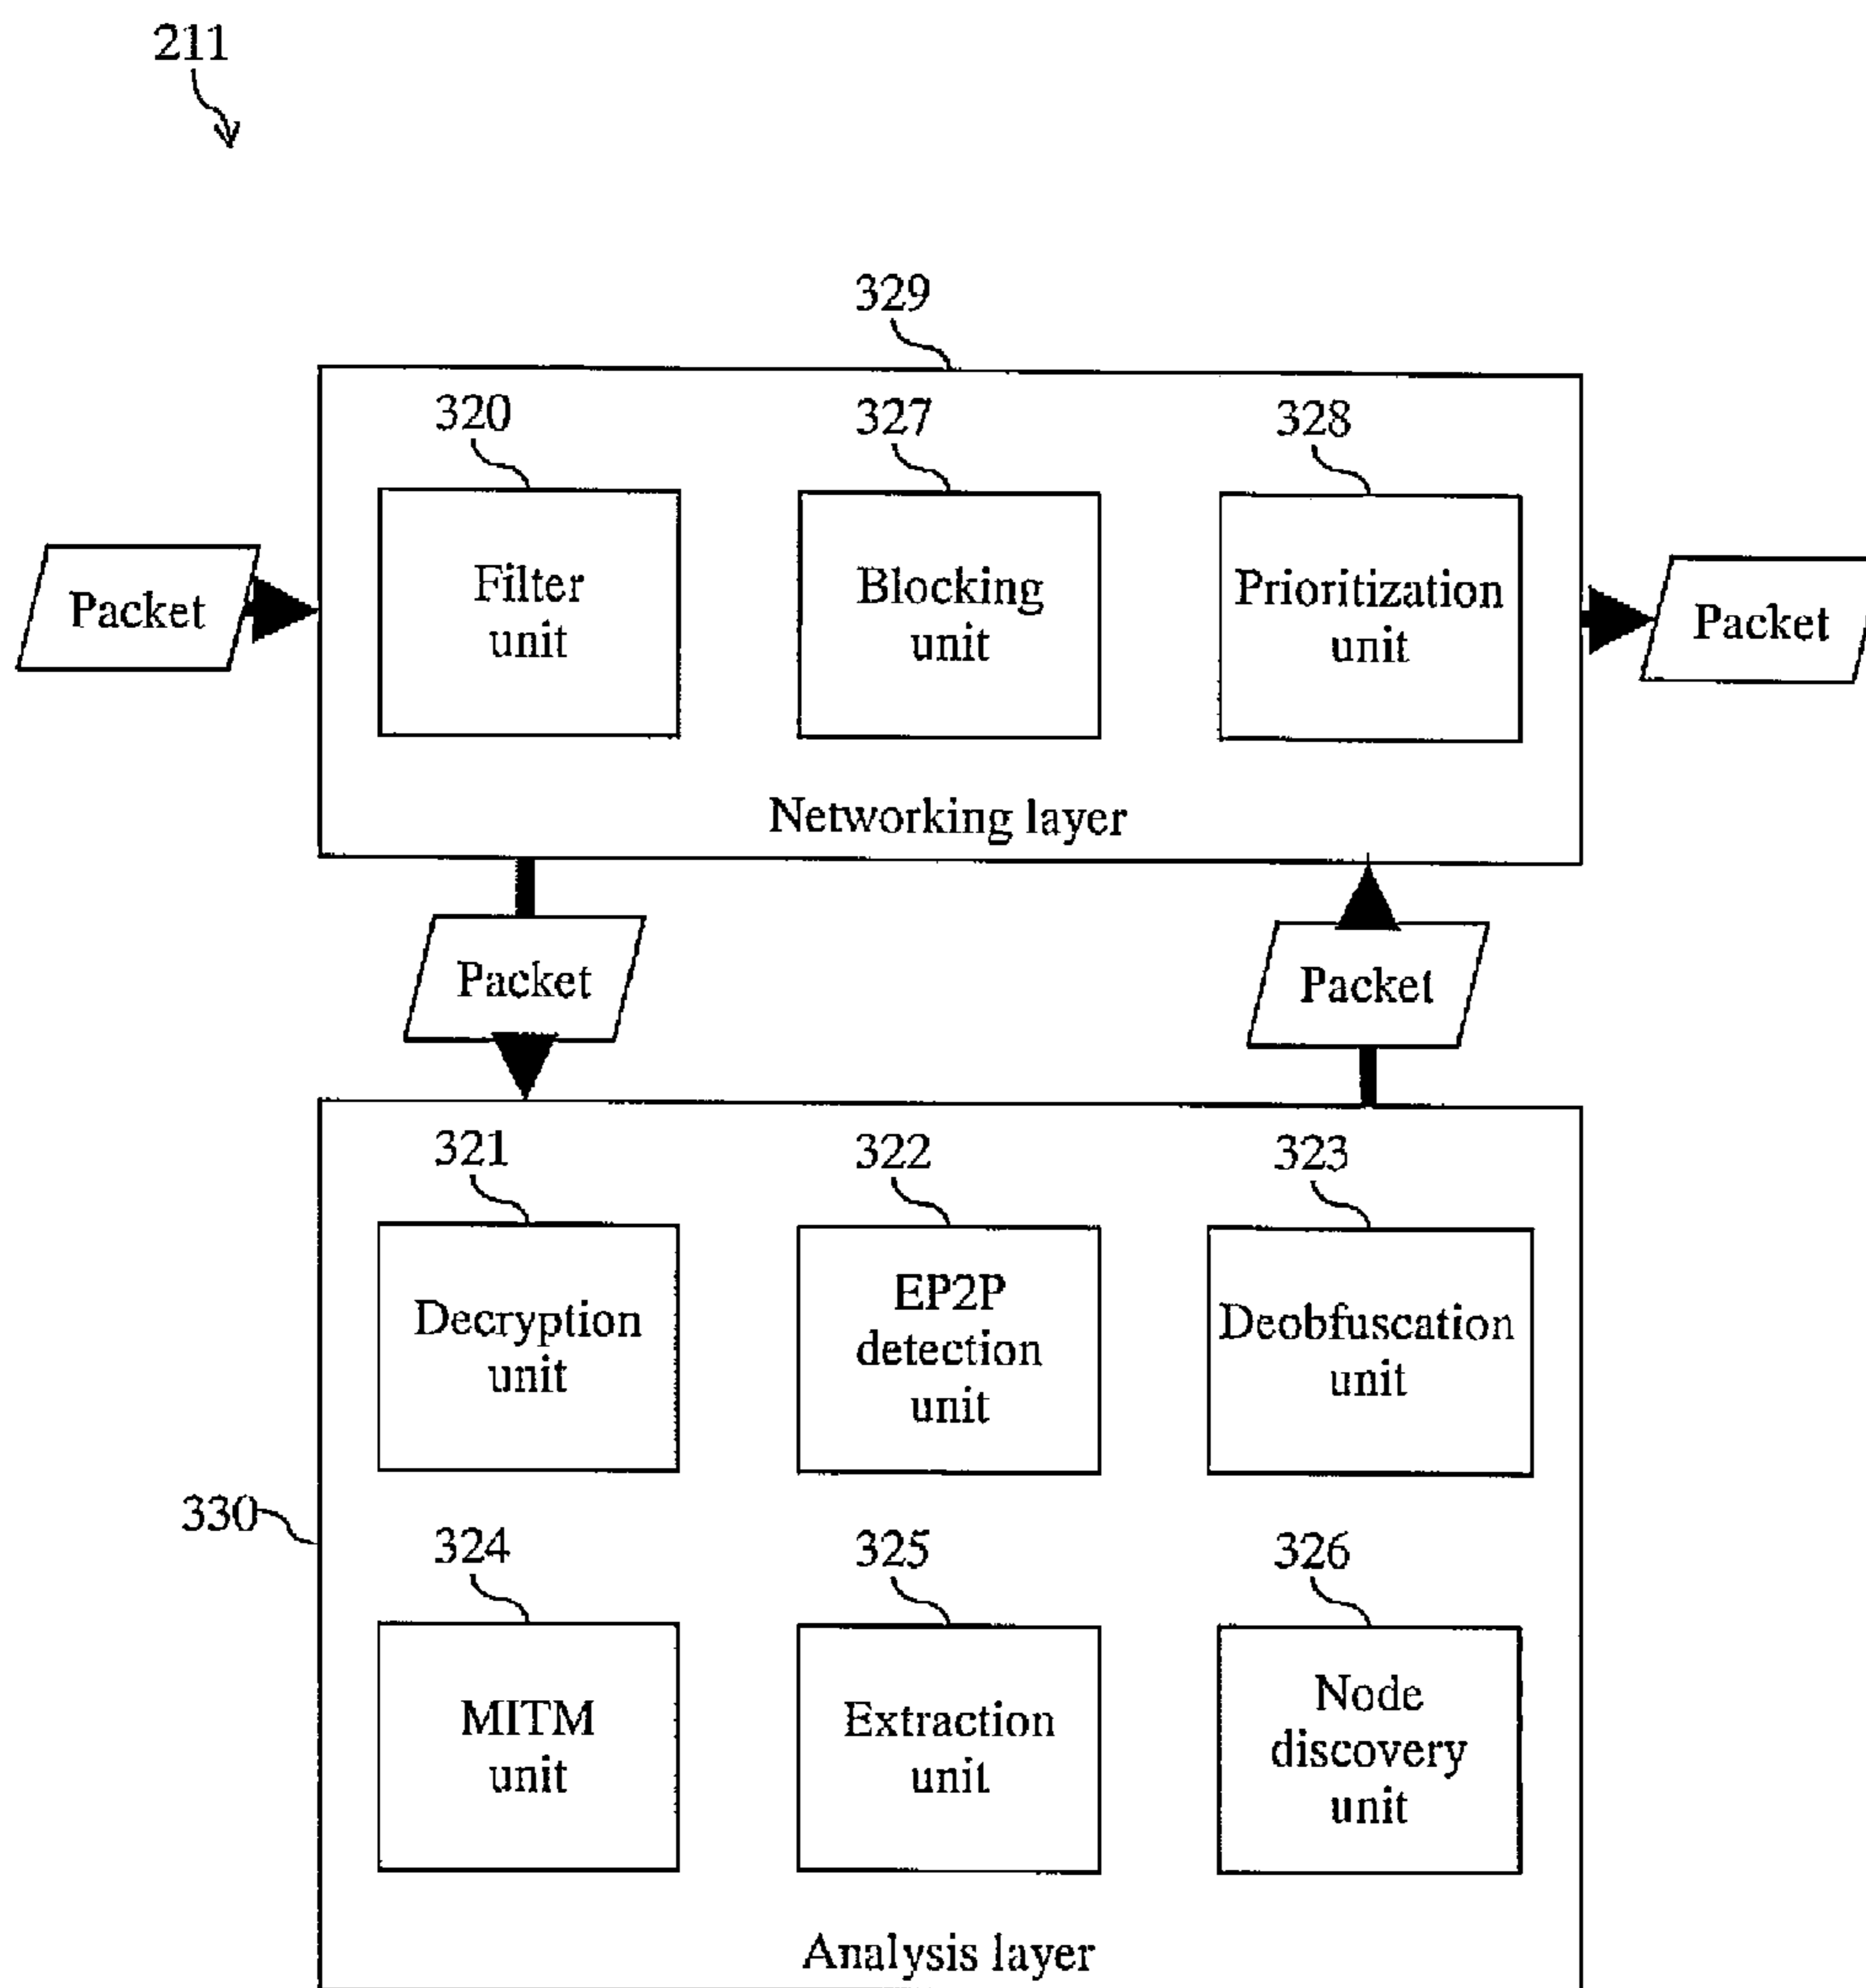 211
329
320
327
328
Filter
unit
Blocking
unit
Prioritization
unit
Packet
Packet
Networking layer
Packet
Packet
321
322
323
Decryption
unit
EP2P
detection
unit
Deobfuscation
unit
330
324
325
326
MITM
unit
Extraction
unit
Node
discovery
unit
Analysis layer